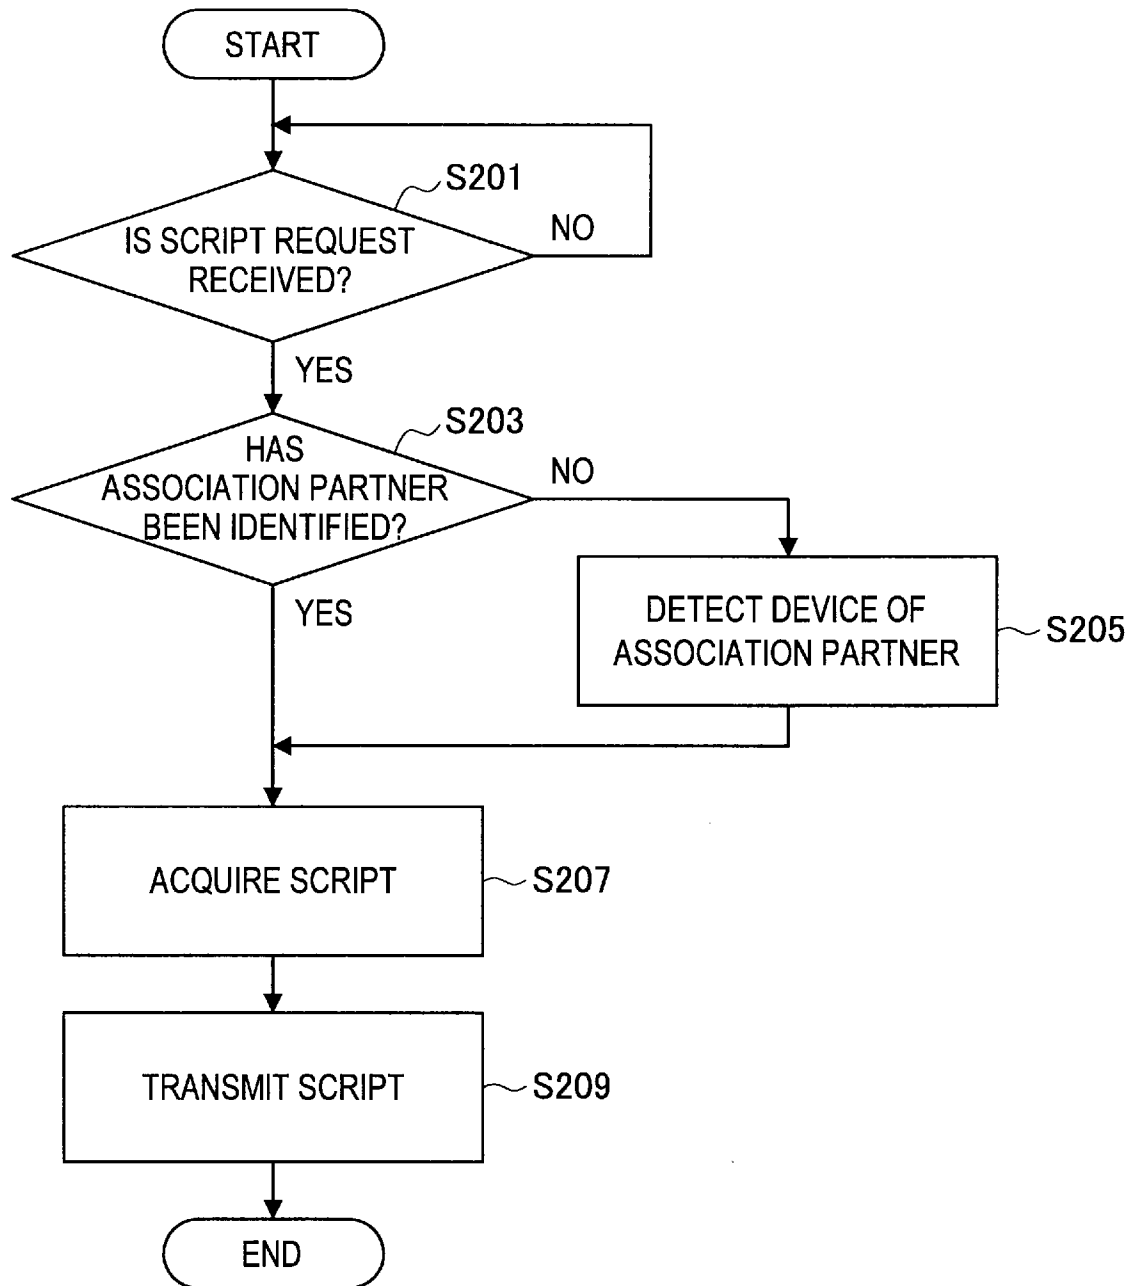 START
S201
IS SCRIPT REQUEST
RECEIVED?
NO
YES
S203
HAS
ASSOCIATION PARTNER
BEEN IDENTIFIED?
NO
YES
DETECT DEVICE OF
ASSOCIATION PARTNER
S205
ACQUIRE SCRIPT
S207
TRANSMIT SCRIPT
S209
END